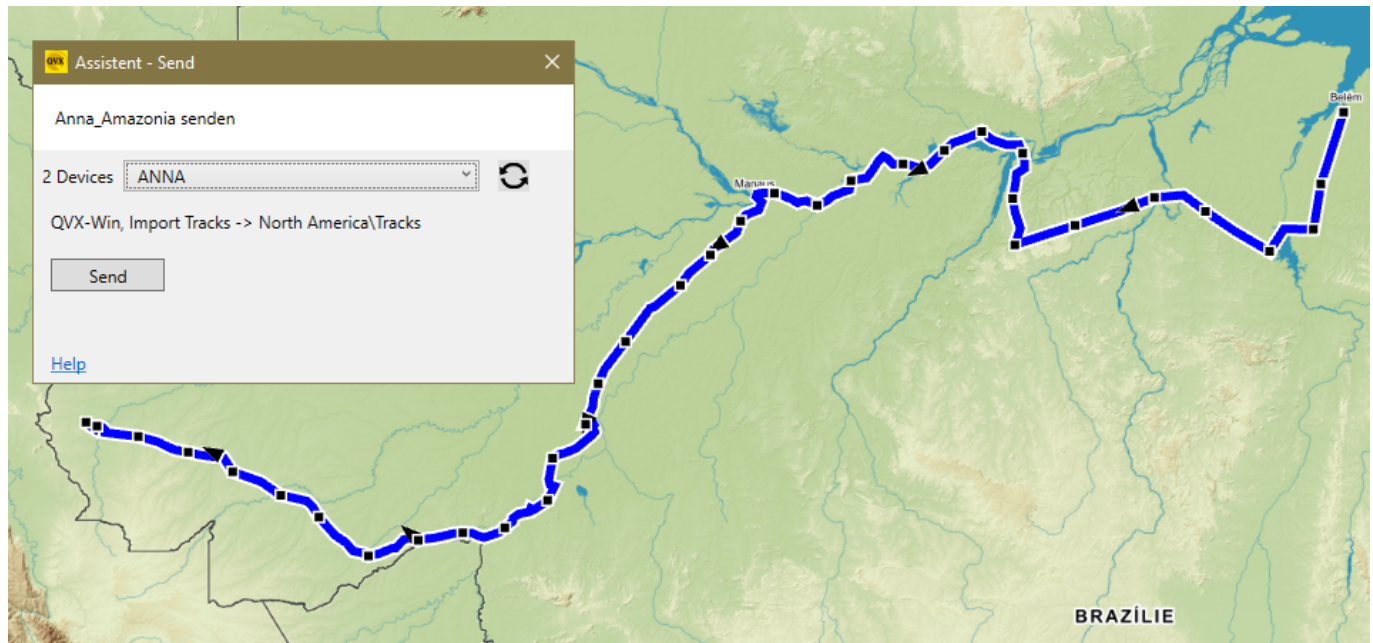 QVX Assistent - Send
Anna_Amazonia senden
2 Devices ANNA
QVX-Win, Import Tracks -> North America\Tracks
Send
Help
Belém
Manaus
BRAZÍLIE